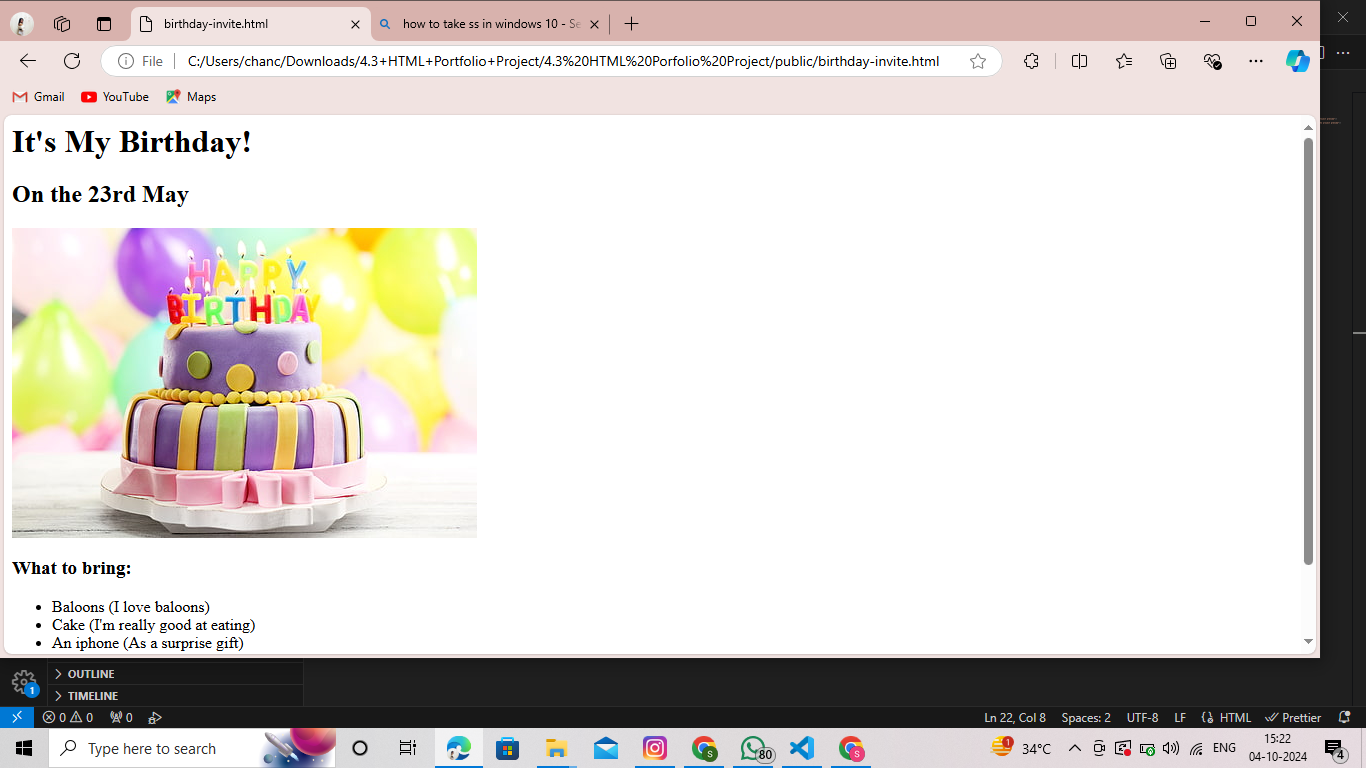 birthday-invite.html
how to take ss in windows 10 - Se
File
C:/Users/chanc/Downloads/4.3+HTML+Portfolio+Project/4.3%20HTML%20Porfolio%20Project/public/birthday-invite.html
Gmail
YouTube
Maps
It's My Birthday!
On the 23rd May
HAPPY
BIRTHDAY
What to bring:
Baloons (I love baloons)
Cake (I'm really good at eating)
An iphone (As a surprise gift)
1
OUTLINE
TIMELINE
0 0 0
Ln 22, Col 8 Spaces: 2 UTF-8 LF HTML Prettier
Type here to search
S
80
S
1
34°C
ENG
15:22
04-10-2024
4